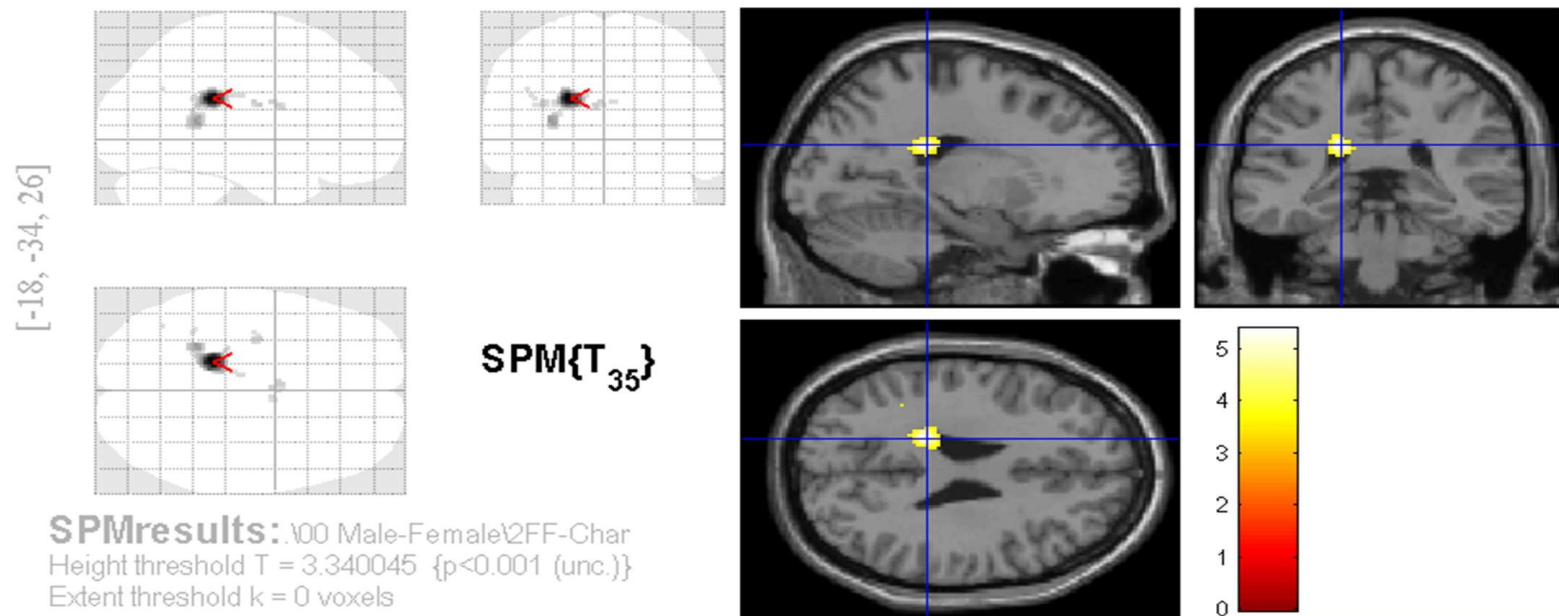 [-18, -34, 26]
SPM{T35}
SPMresults: .\00 Male-Female\2FF-Char
Height threshold T = 3.340045 {p<0.001 (unc.)}
Extent threshold k = 0 voxels
5
4
3
2
1
0